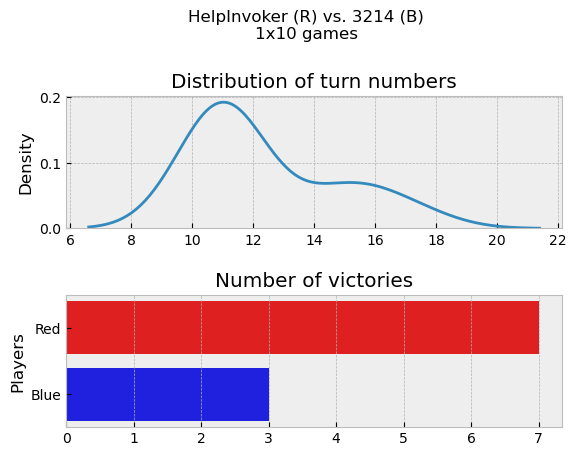 HelpInvoker (R) vs. 3214 (B)
1x10 games
Distribution of turn numbers
Density
0.2
0.1
0.0
6 8 10 12 14 16 18 20 22
Number of victories
Players
Red
Blue
0 1 2 3 4 5 6 7